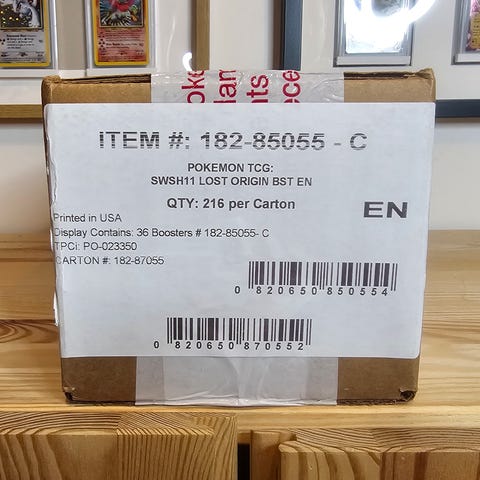 ITEM #: 182-85055 - C
POKEMON TCG:
SWSH11 LOST ORIGIN BST EN
QTY: 216 per Carton
EN
Printed in USA
Display Contains: 36 Boosters # 182-85055- C
TPCi: PO-023350
CARTON #: 182-87055
0 820650 850554
0 820650 870552